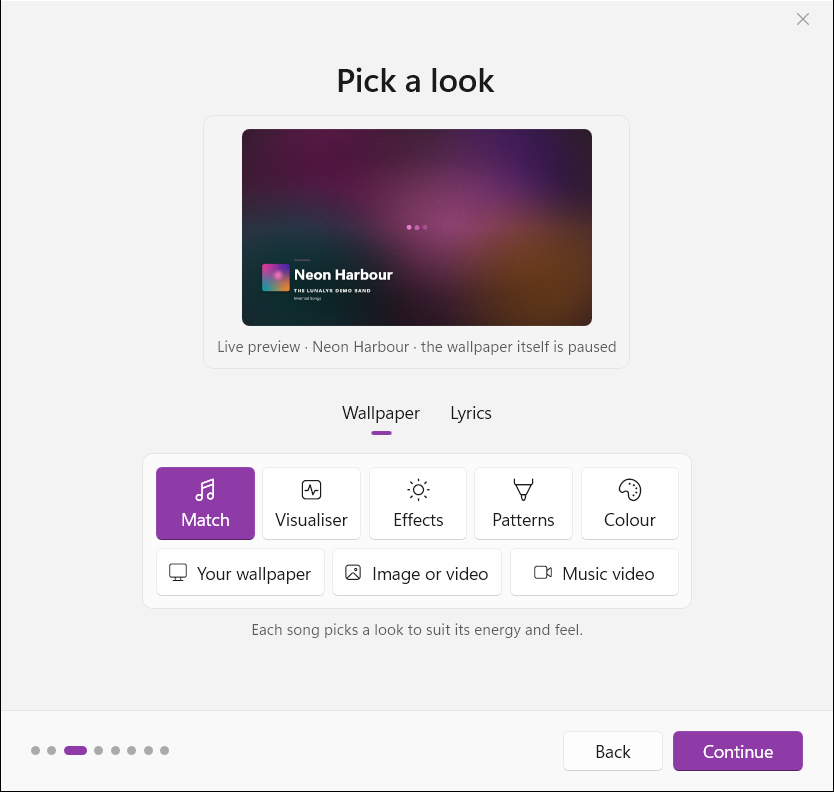 Pick a look
Neon Harbour
THE LUNALYR DEMO BAND
Invented Songs
Live preview · Neon Harbour · the wallpaper itself is paused
Wallpaper Lyrics
Match Visualiser Effects Patterns Colour
Your wallpaper Image or video Music video
Each song picks a look to suit its energy and feel.
Back Continue